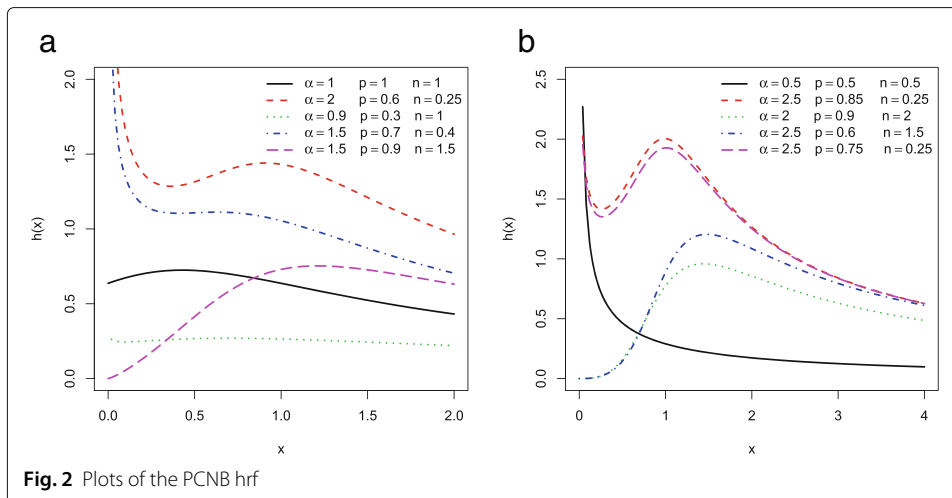 a
h(x)
2.0
1.5
1.0
0.5
0.0
α = 1 p = 1 n = 1
α = 2 p = 0.6 n = 0.25
α = 0.9 p = 0.3 n = 1
α = 1.5 p = 0.7 n = 0.4
α = 1.5 p = 0.9 n = 1.5
0.0 0.5 1.0 1.5 2.0
x
b
h(x)
2.5
2.0
1.5
1.0
0.5
0.0
α = 0.5 p = 0.5 n = 0.5
α = 2.5 p = 0.85 n = 0.25
α = 2 p = 0.9 n = 2
α = 2.5 p = 0.6 n = 1.5
α = 2.5 p = 0.75 n = 0.25
0 1 2 3 4
x
Fig. 2 Plots of the PCNB hrf